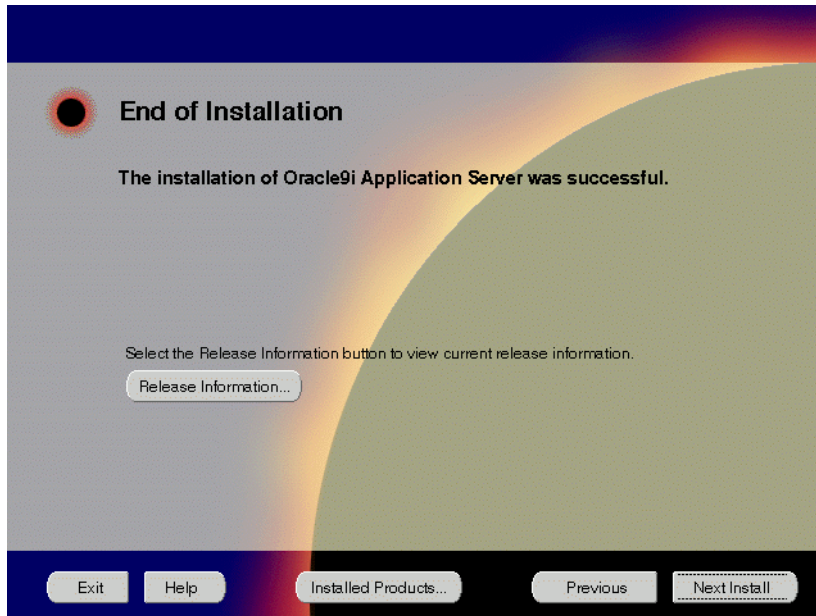 End of Installation
The installation of Oracle9i Application Server was successful.
Select the Release Information button to view current release information.
Release Information...
Exit
Help
Installed Products...
Previous
Next Install